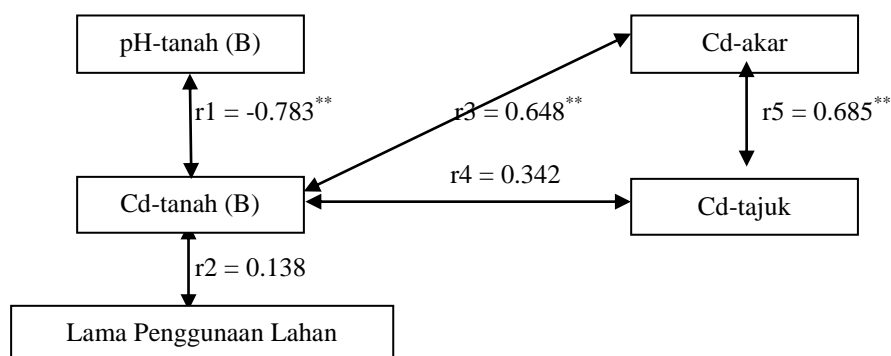 pH-tanah (B)
Cd-akar
r1 = -0.783**
r3 = 0.648**
r5 = 0.685**
r4 = 0.342
Cd-tanah (B)
Cd-tajuk
r2 = 0.138
Lama Penggunaan Lahan